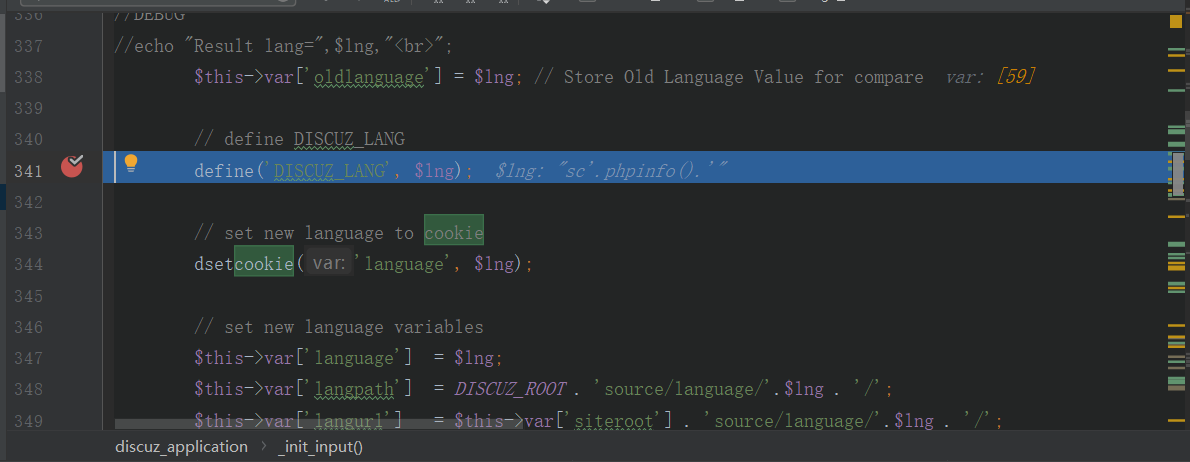 336 //DEBUG
337 //echo "Result lang=",$lng,"<br>";
338 $this->var['oldlanguage'] = $lng; // Store Old Language Value for compare var: [59]
339
340 // define DISCUZ_LANG
341 define('DISCUZ_LANG', $lng); $lng: "sc'.phpinfo().'"
342
343 // set new language to cookie
344 dsetcookie( var: 'language', $lng);
345
346 // set new language variables
347 $this->var['language'] = $lng;
348 $this->var['langpath'] = DISCUZ_ROOT . 'source/language/'.$lng . '/';
349 $this->var['langurl'] = $this->var['siteroot'] . 'source/language/'.$lng . '/';
discuz_application › _init_input()